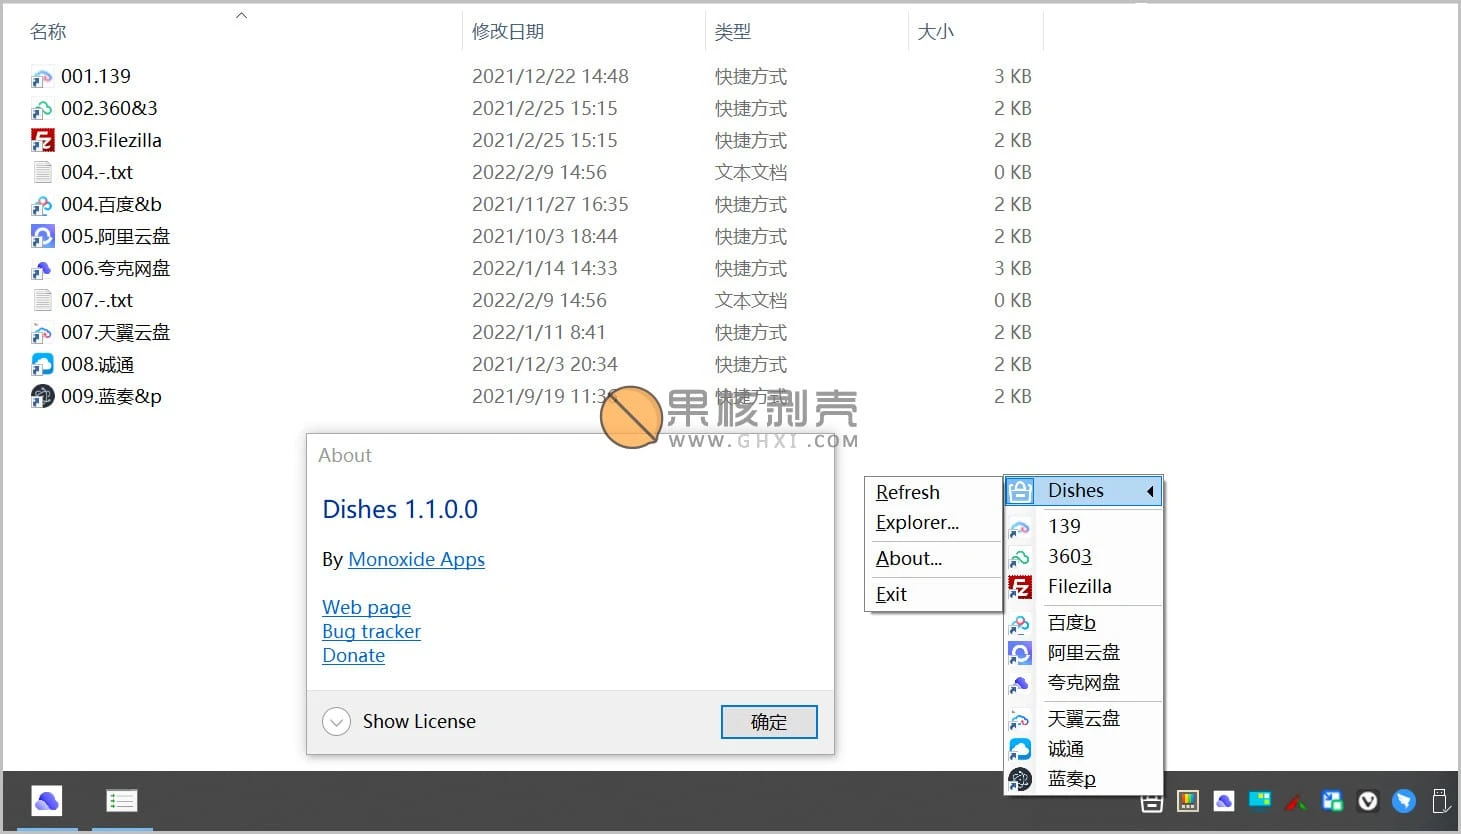 名称 修改日期 类型 大小
001.139 2021/12/22 14:48 快捷方式 3 KB
002.360&3 2021/2/25 15:15 快捷方式 2 KB
003.Filezilla 2021/2/25 15:15 快捷方式 2 KB
004.-.txt 2022/2/9 14:56 文本文档 0 KB
004.百度&b 2021/11/27 16:35 快捷方式 2 KB
005.阿里云盘 2021/10/3 18:44 快捷方式 2 KB
006.夸克网盘 2022/1/14 14:33 快捷方式 3 KB
007.-.txt 2022/2/9 14:56 文本文档 0 KB
007.天翼云盘 2022/1/11 8:41 快捷方式 2 KB
008.诚通 2021/12/3 20:34 快捷方式 2 KB
009.蓝奏&p 2021/9/19 快捷方式 2 KB
果核剥壳
WWW.GHXI.COM
About
Dishes 1.1.0.0
By Monoxide Apps
Web page
Bug tracker
Donate
Show License 确定
Refresh
Explorer...
About...
Exit
Dishes
139
3603
Filezilla
百度b
阿里云盘
夸克网盘
天翼云盘
诚通
蓝奏p